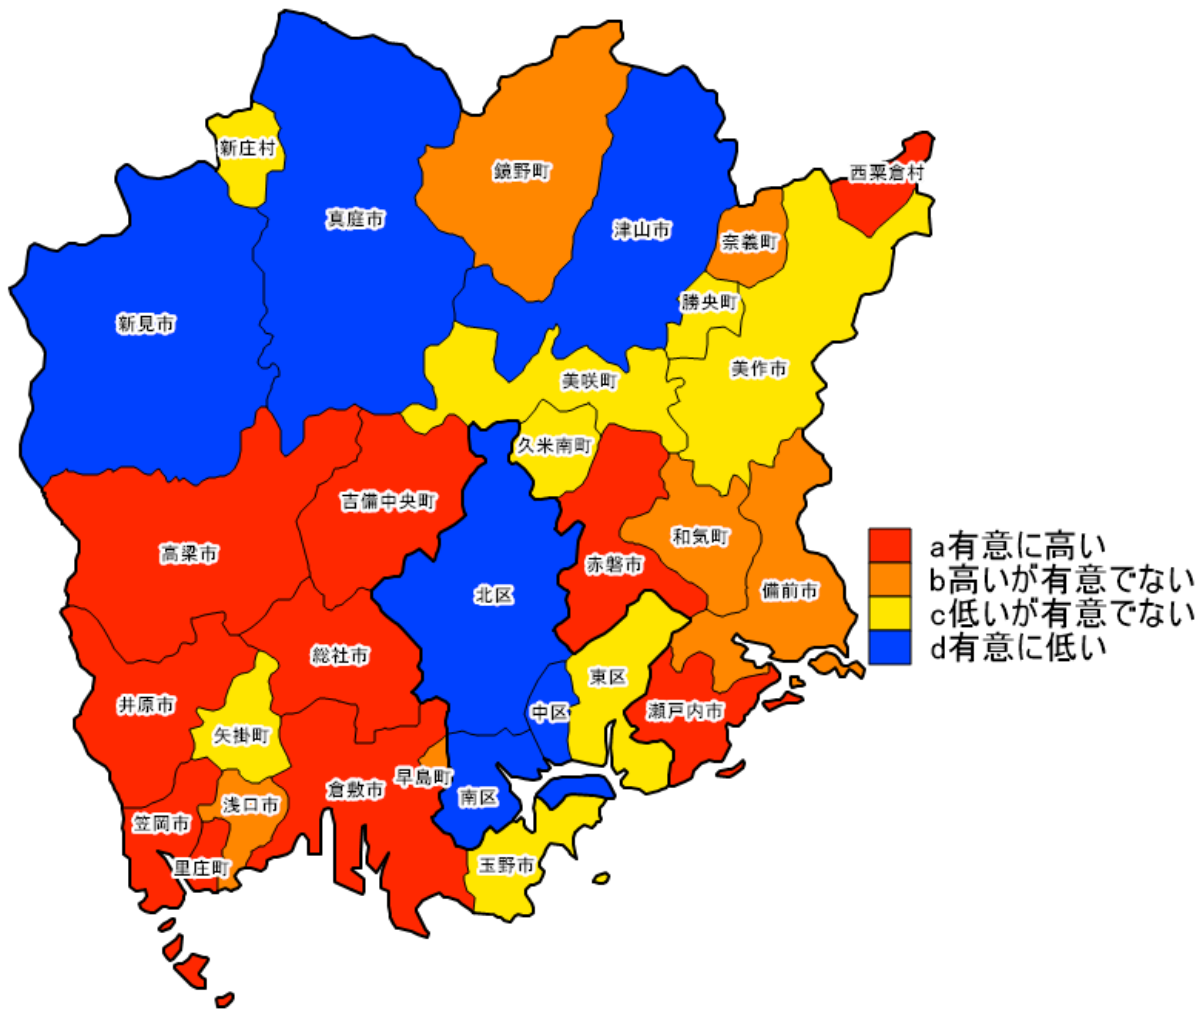 新庄村
鏡野町
西粟倉村
真庭市
津山市
奈義町
勝央町
新見市
美作市
美咲町
久米南町
吉備中央町
高梁市
和気町
赤磐市
備前市
北区
総社市
東区
井原市
中区
瀬戸内市
矢掛町
早島町
倉敷市
南区
浅口市
笠岡市
里庄町
玉野市
a有意に高い
b高いが有意でない
c低いが有意でない
d有意に低い